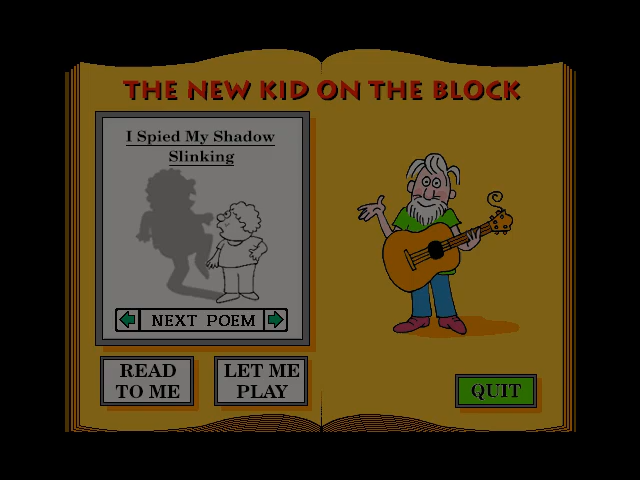 THE NEW KID ON THE BLOCK
I Spied My Shadow
Slinking
NEXT POEM
READ
TO ME
LET ME
PLAY
QUIT